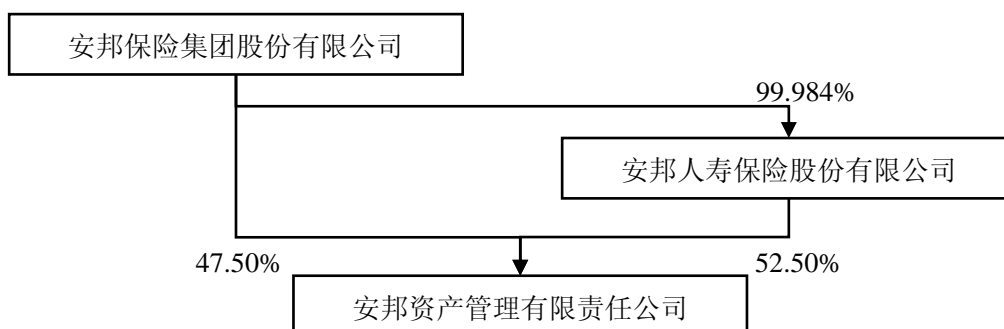 安邦保险集团股份有限公司
99.984%
安邦人寿保险股份有限公司
47.50%
52.50%
安邦资产管理有限责任公司